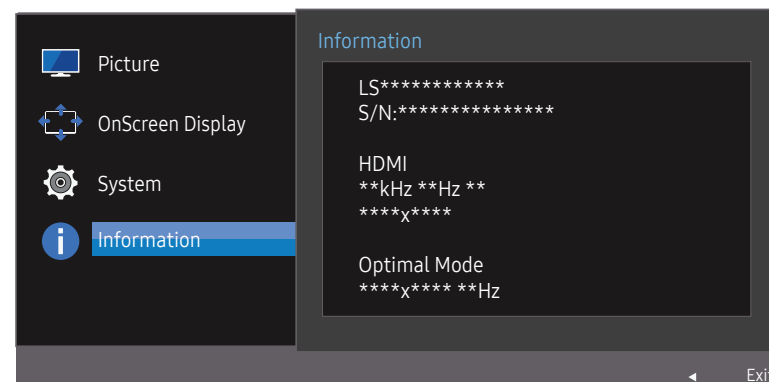 Picture
OnScreen Display
System
Information
Information
LS************
S/N:***************
HDMI
**kHz **Hz **
****x****
Optimal Mode
****x**** **Hz
Exit